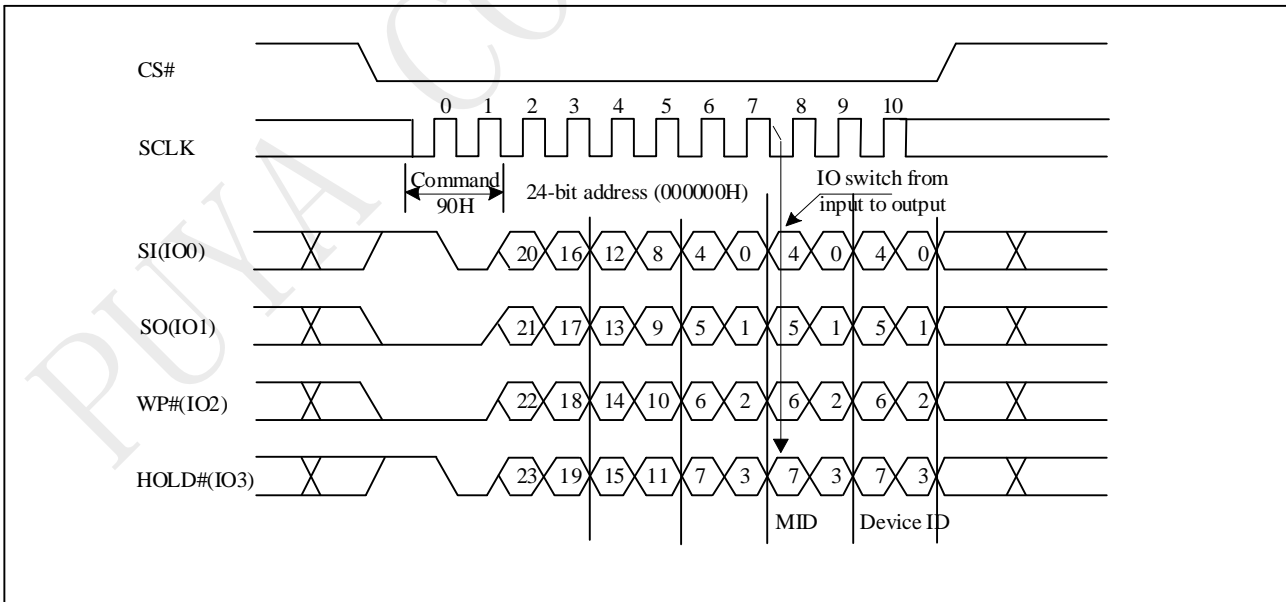 CS#
0 1 2 3 4 5 6 7 8 9 10
SCLK
Command
90H
24-bit address (000000H)
IO switch from
input to output
SI(IO0)
20 16 12 8 4 0 4 0 4 0
SO(IO1)
21 17 13 9 5 1 5 1 5 1
WP#(IO2)
22 18 14 10 6 2 6 2 6 2
HOLD#(IO3)
23 19 15 11 7 3 7 3 7 3
MID
Device ID
PUYA